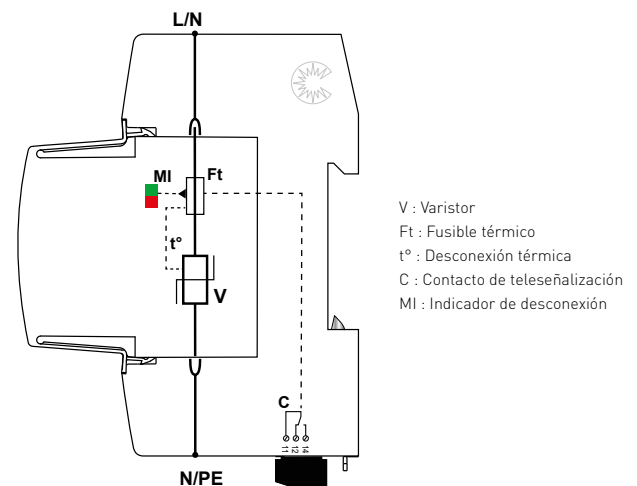 L/N
MI
Ft
t°
V
C
11
12
14
N/PE
V : Varistor
Ft : Fusible térmico
t° : Desconexión térmica
C : Contacto de teleseñalización
MI : Indicador de desconexión